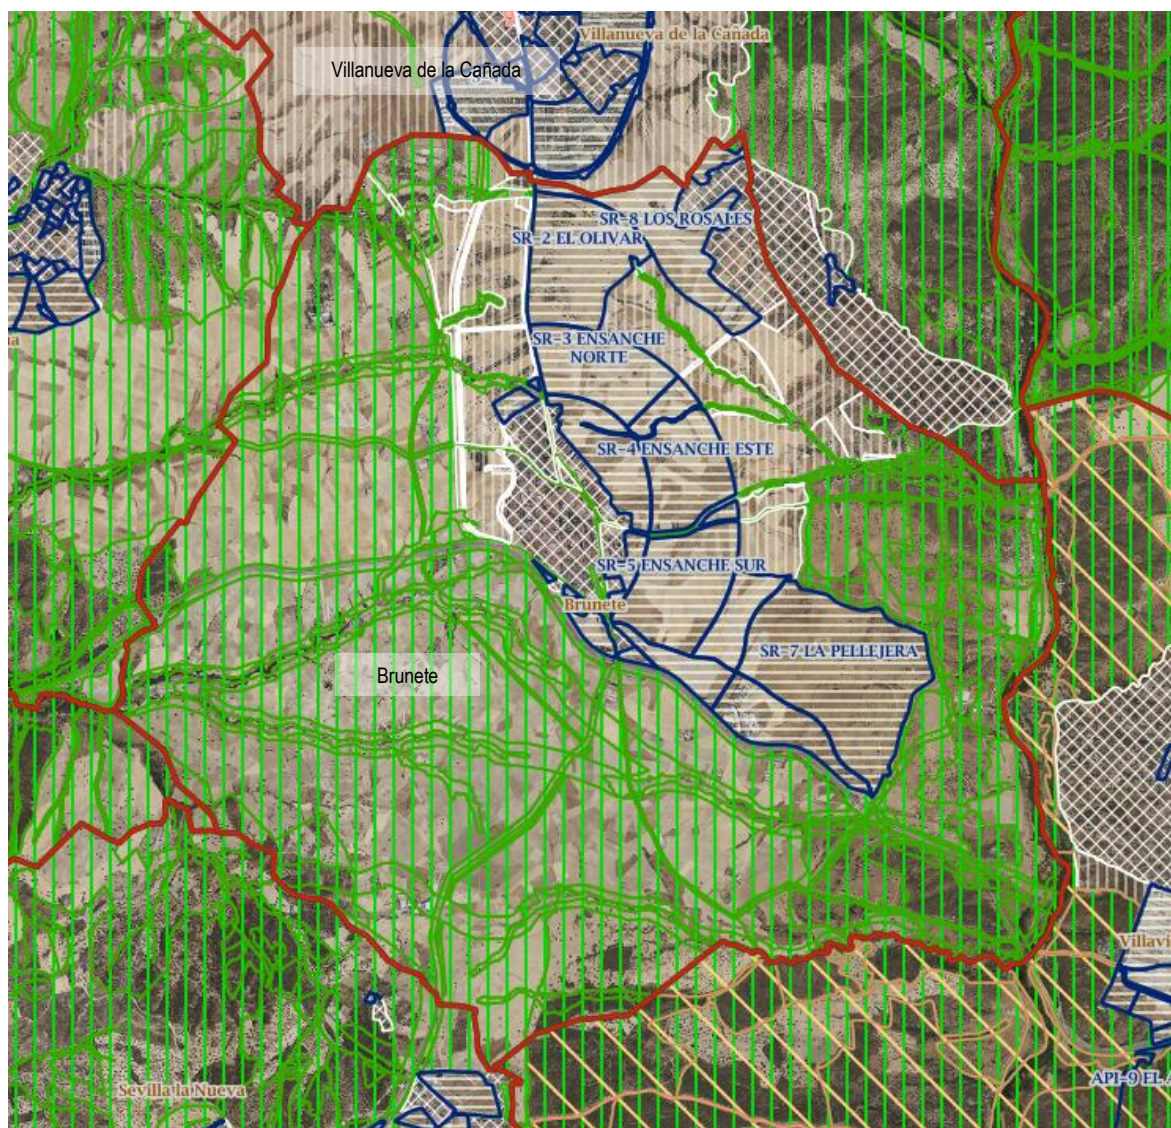 Villanueva de la Cañada
Villanueva de la Cañada
SR-8 LOS ROSALES
SR-2 EL OLIVAR
SR-3 ENSANCHE
NORTE
SR-4 ENSANCHE ESTE
SR-5 ENSANCHE SUR
Brunete
SR-7 LA PELLEJERA
Brunete
Villavi
API-9 EL A
Sevilla la Nueva